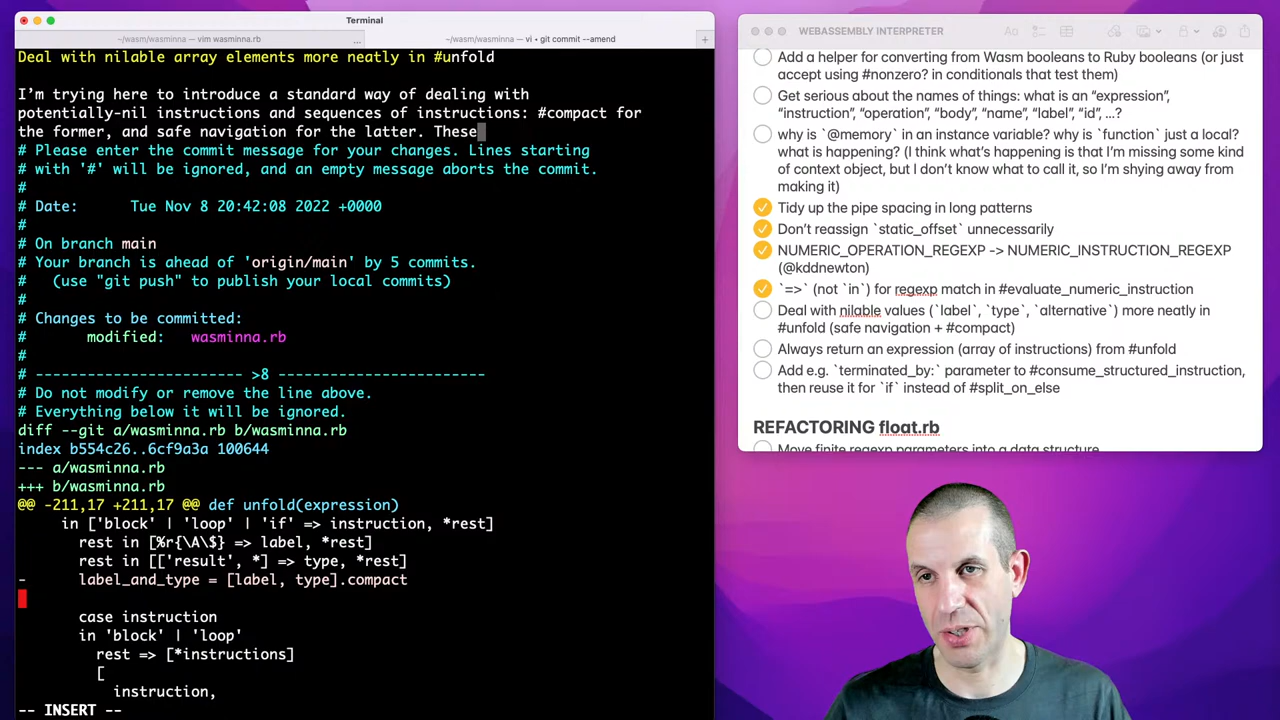 Terminal
~/wasm/wasminna — vim wasminna.rb
...
~/wasm/wasminna — vi • git commit --amend
+
Deal with nilable array elements more neatly in #unfold
I’m trying here to introduce a standard way of dealing with
potentially-nil instructions and sequences of instructions: #compact for
the former, and safe navigation for the latter. These
# Please enter the commit message for your changes. Lines starting
# with '#' will be ignored, and an empty message aborts the commit.
#
# Date:      Tue Nov 8 20:42:08 2022 +0000
#
# On branch main
# Your branch is ahead of 'origin/main' by 5 commits.
#   (use "git push" to publish your local commits)
#
# Changes to be committed:
#       modified:   wasminna.rb
#
# ------------------------ >8 ------------------------
# Do not modify or remove the line above.
# Everything below it will be ignored.
diff --git a/wasminna.rb b/wasminna.rb
index b554c26..6cf9a3a 100644
--- a/wasminna.rb
+++ b/wasminna.rb
@@ -211,17 +211,17 @@ def unfold(expression)
     in ['block' | 'loop' | 'if' => instruction, *rest]
       rest in [%r{\A\$} => label, *rest]
       rest in [['result', *] => type, *rest]
-      label_and_type = [label, type].compact
       case instruction
       in 'block' | 'loop'
         rest => [*instructions]
         [
           instruction,
-- INSERT --
WEBASSEMBLY INTERPRETER
Aa
Add a helper for converting from Wasm booleans to Ruby booleans (or just
accept using #nonzero? in conditionals that test them)
Get serious about the names of things: what is an “expression”,
“instruction”, “operation”, “body”, “name”, “label”, “id”, …?
why is `@memory` in an instance variable? why is `function` just a local?
what is happening? (I think what’s happening is that I’m missing some kind
of context object, but I don’t know what to call it, so I’m shying away from
making it)
Tidy up the pipe spacing in long patterns
Don’t reassign `static_offset` unnecessarily
NUMERIC_OPERATION_REGEXP -> NUMERIC_INSTRUCTION_REGEXP
(@kddnewton)
`=>` (not `in`) for regexp match in #evaluate_numeric_instruction
Deal with nilable values (`label`, `type`, `alternative`) more neatly in
#unfold (safe navigation + #compact)
Always return an expression (array of instructions) from #unfold
Add e.g. `terminated_by:` parameter to #consume_structured_instruction,
then reuse it for `if` instead of #split_on_else
REFACTORING float.rb
Move finite regexp parameters into a data structure